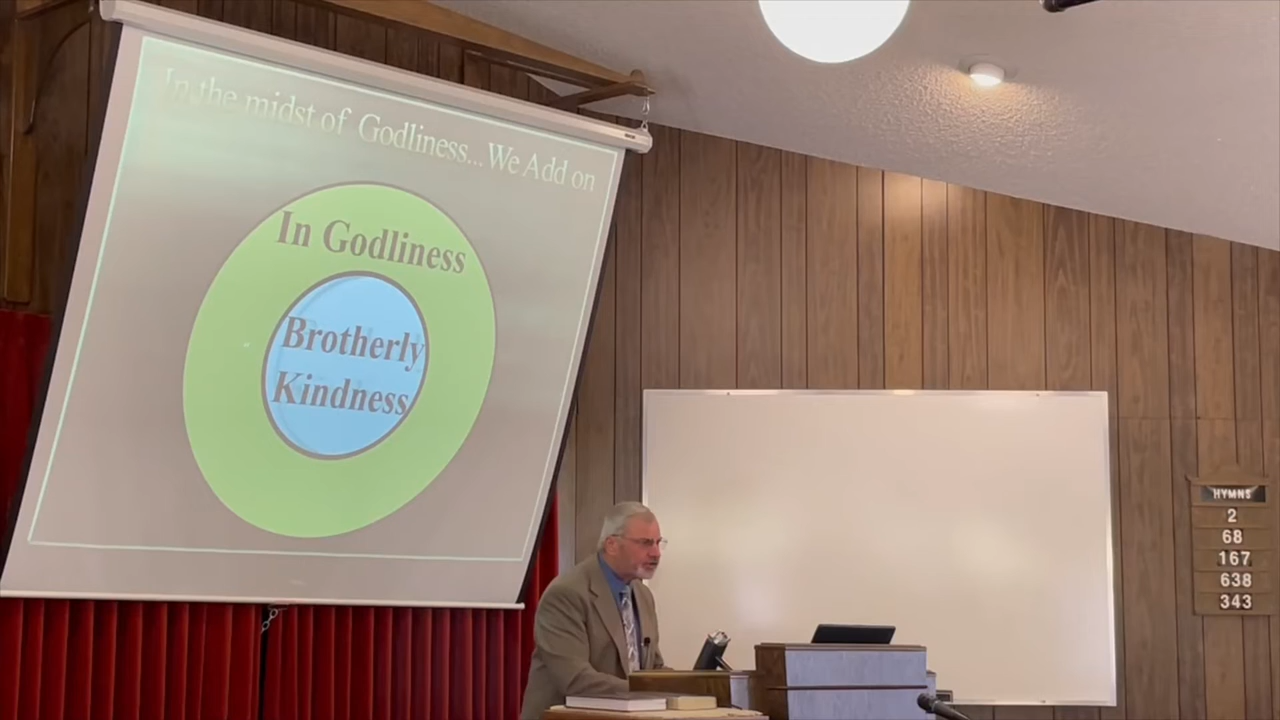 In the midst of Godliness...We Add on
In Godliness
Brotherly
Kindness
HYMNS
2
68
167
638
343